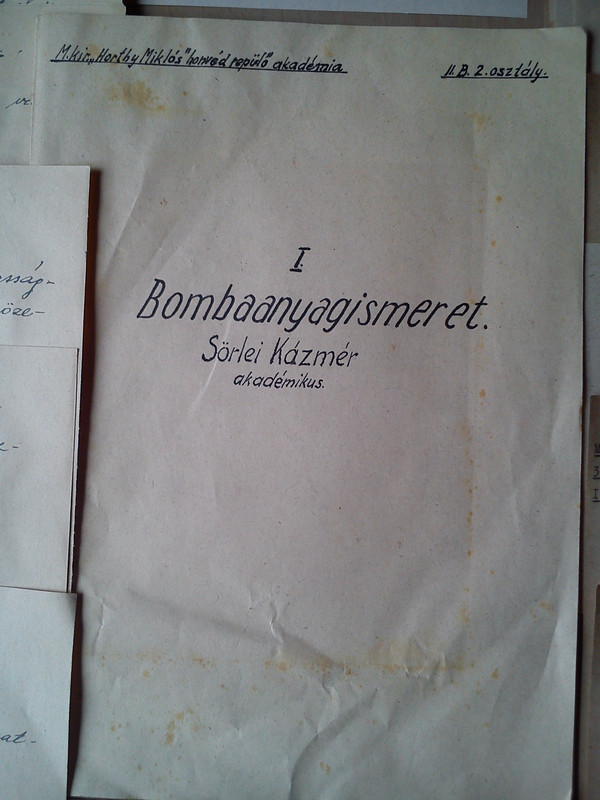 M.kir. „Horthy Miklós” honvéd repülő akadémia
II. B. 2. osztály.
I.
Bombaanyagismeret.
Sörlei Kázmér
akadémikus.